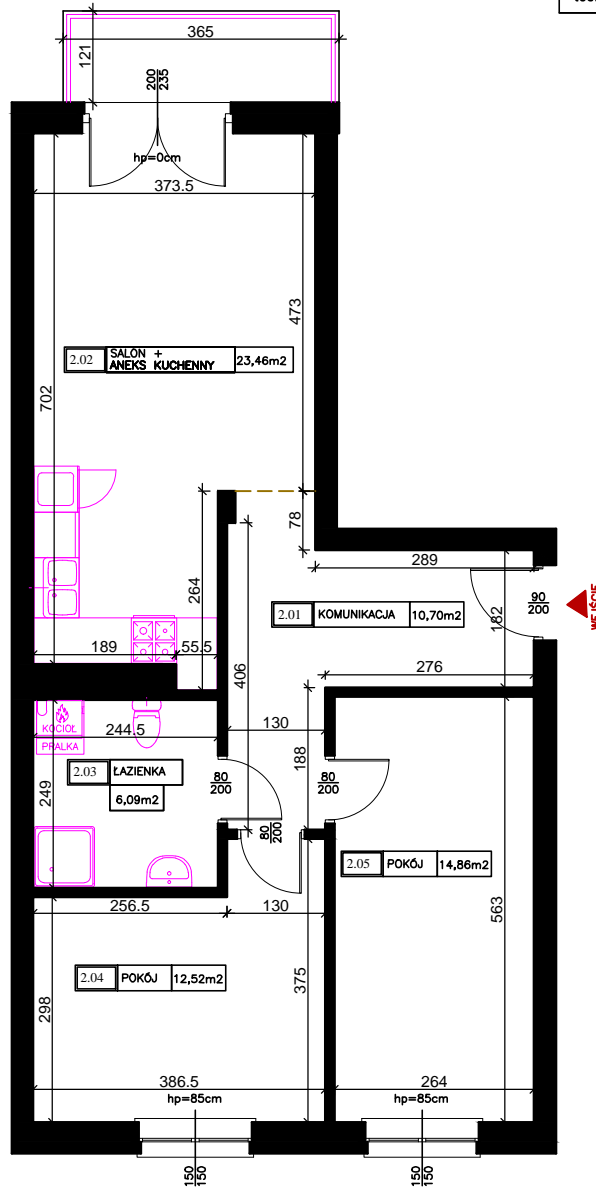 365
121
200
235
hp=0cm
373.5
473
702
2.02 SALON +
ANEKS KUCHENNY 23,46m2
78
289
264
182
90
200
WEJŚCIE
2.01 KOMUNIKACJA 10,70m2
189
55.5
406
276
KOCIOŁ
PRALKA
244.5
130
188
2.03 ŁAZIENKA
6,09m2
249
80
200
80
200
80
200
2.05 POKÓJ 14,86m2
563
256.5
130
375
2.04 POKÓJ 12,52m2
298
386.5
264
hp=85cm
hp=85cm
150
150
150
150